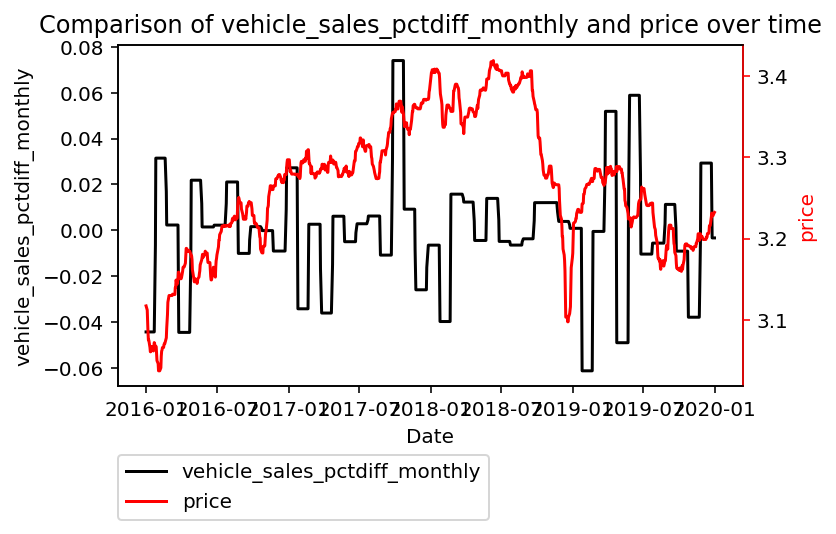 Comparison of vehicle_sales_pctdiff_monthly and price over time
vehicle_sales_pctdiff_monthly
0.08
0.06
0.04
0.02
0.00
−0.02
−0.04
−0.06
3.4
3.3
3.2
3.1
price
2016-01 2016-07 2017-01 2017-07 2018-01 2018-07 2019-01 2019-07 2020-01
Date
vehicle_sales_pctdiff_monthly
price